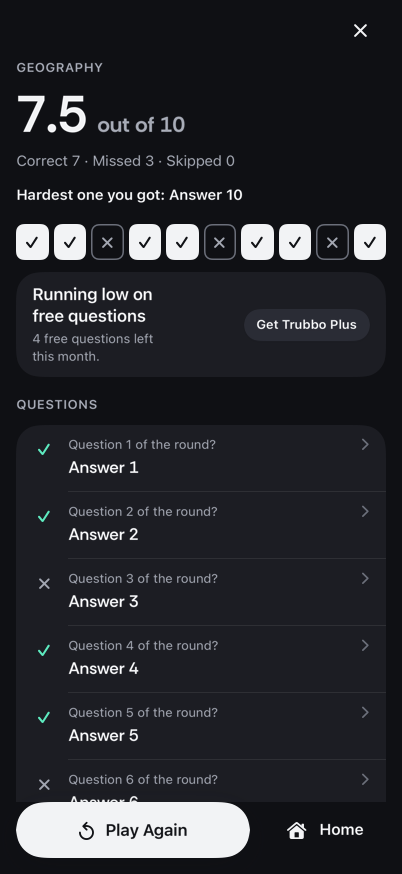 GEOGRAPHY
7.5 out of 10
Correct 7 · Missed 3 · Skipped 0
Hardest one you got: Answer 10
Running low on
free questions
4 free questions left
this month.
Get Trubbo Plus
QUESTIONS
Question 1 of the round?
Answer 1
Question 2 of the round?
Answer 2
Question 3 of the round?
Answer 3
Question 4 of the round?
Answer 4
Question 5 of the round?
Answer 5
Question 6 of the round?
Answer 6
Play Again
Home